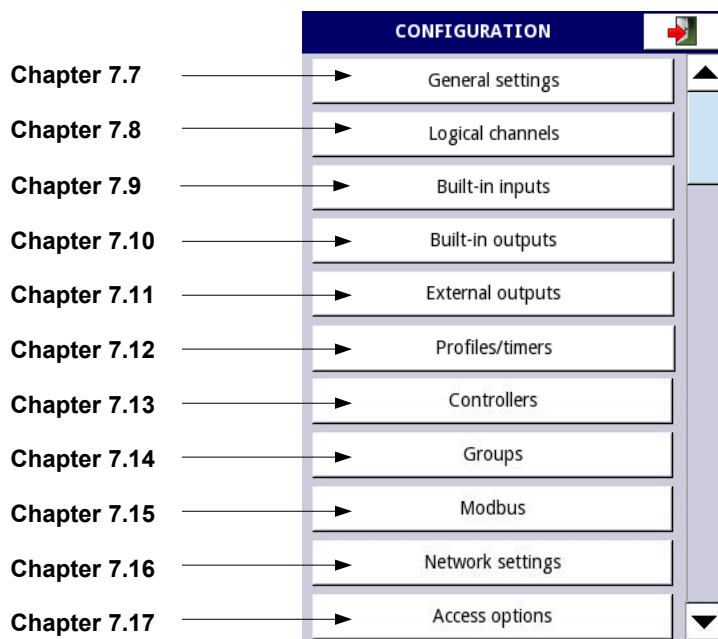 CONFIGURATION
Chapter 7.7 General settings
Chapter 7.8 Logical channels
Chapter 7.9 Built-in inputs
Chapter 7.10 Built-in outputs
Chapter 7.11 External outputs
Chapter 7.12 Profiles/timers
Chapter 7.13 Controllers
Chapter 7.14 Groups
Chapter 7.15 Modbus
Chapter 7.16 Network settings
Chapter 7.17 Access options